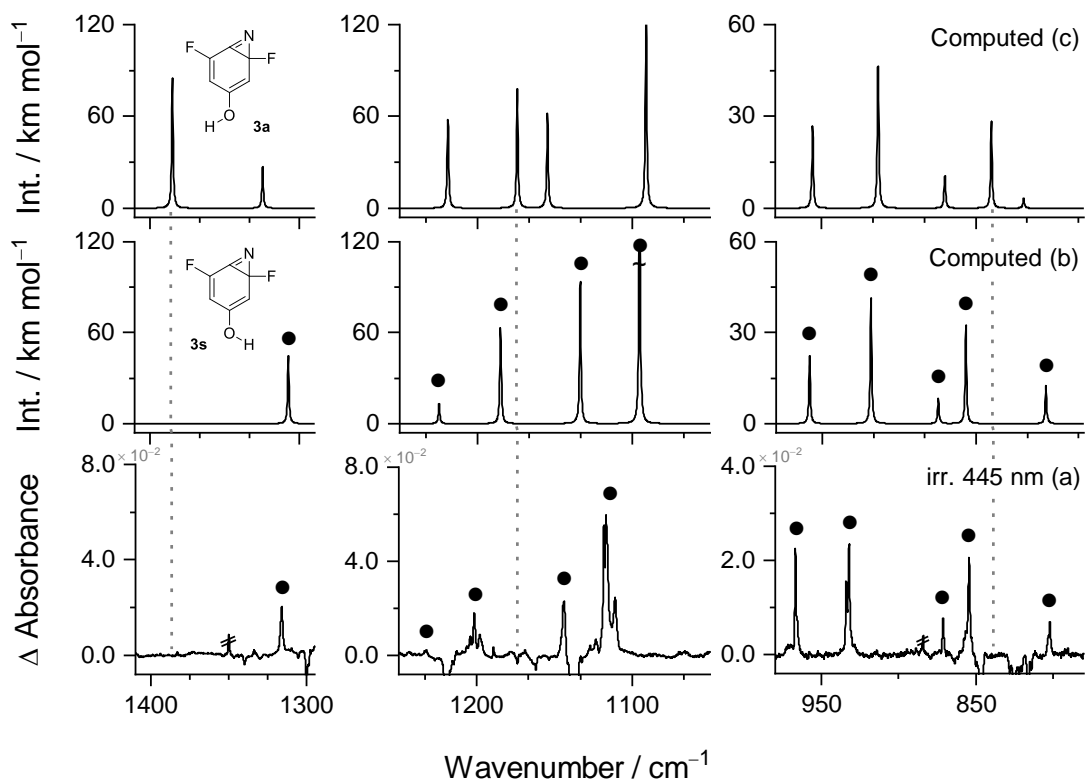 Int. / km mol⁻¹
120
60
0
F
N
F
O
H
3a
120
60
0
60
30
0
Computed (c)
Int. / km mol⁻¹
120
60
0
F
N
F
O
H
3s
120
60
0
~
60
30
0
Computed (b)
Δ Absorbance
× 10⁻²
8.0
4.0
0.0
× 10⁻²
8.0
4.0
0.0
× 10⁻²
4.0
2.0
0.0
irr. 445 nm (a)
1400 1300 1200 1100 950 850
Wavenumber / cm⁻¹